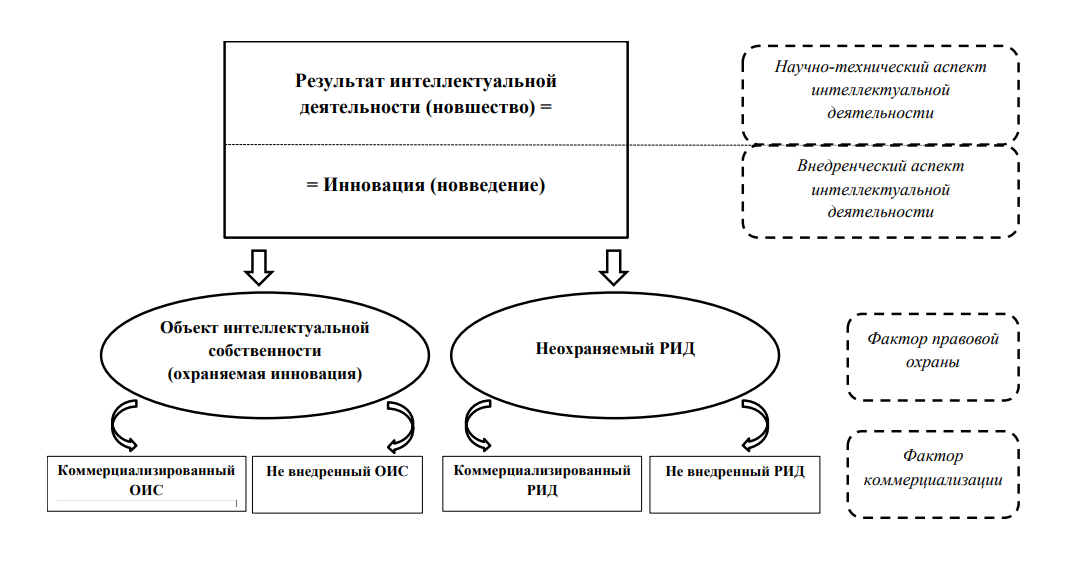 Результат интеллектуальной
деятельности (новшество) =
= Инновация (нововведение)
Научно-технический аспект
интеллектуальной
деятельности
Внедренческий аспект
интеллектуальной
деятельности
Объект интеллектуальной
собственности
(охраняемая инновация)
Неохраняемый РИД
Фактор правовой
охраны
Коммерциализированный
ОИС
Не внедренный ОИС
Коммерциализированный
РИД
Не внедренный РИД
Фактор
коммерциализации